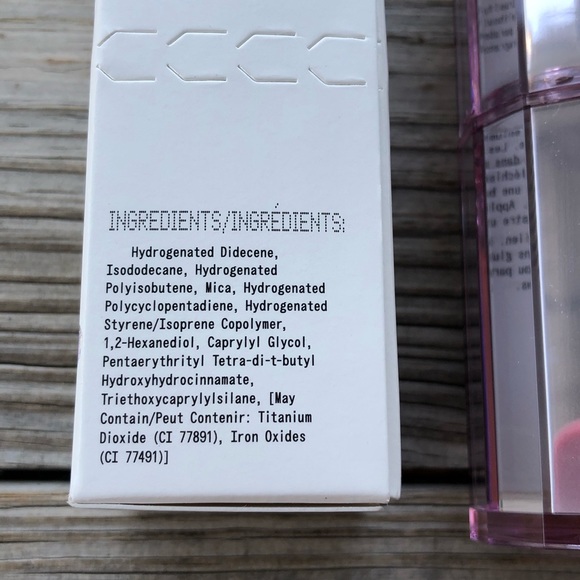 INGREDIENTS/INGRÉDIENTS:
Hydrogenated Didecene,
Isododecane, Hydrogenated
Polyisobutene, Mica, Hydrogenated
Polycyclopentadiene, Hydrogenated
Styrene/Isoprene Copolymer,
1,2-Hexanediol, Caprylyl Glycol,
Pentaerythrityl Tetra-di-t-butyl
Hydroxyhydrocinnamate,
Triethoxycaprylylsilane, [May
Contain/Peut Contenir: Titanium
Dioxide (CI 77891), Iron Oxides
(CI 77491)]